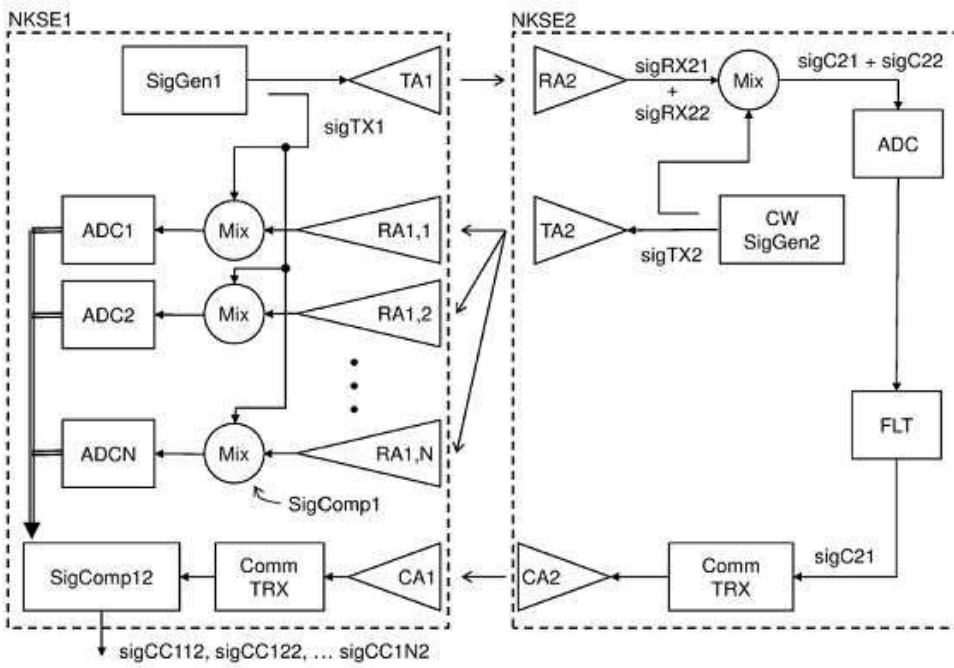 NKSE1
NKSE2
SigGen1
TA1
RA2
sigRX21
+
sigRX22
Mix
sigC21 + sigC22
sigTX1
ADC
ADC1
Mix
RA1,1
TA2
sigTX2
CW
SigGen2
ADC2
Mix
RA1,2
FLT
ADCN
Mix
RA1,N
SigComp1
SigComp12
Comm
TRX
CA1
CA2
Comm
TRX
sigC21
sigCC112, sigCC122, ... sigCC1N2